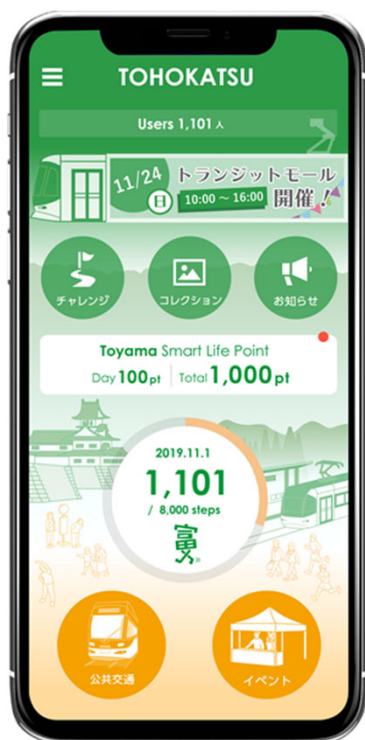 TOHOKATSU
Users 1,101 人
11/24
日
トランジットモール
10:00 ~ 16:00 開催!
チャレンジ
コレクション
お知らせ
Toyama Smart Life Point
Day 100pt Total 1,000pt
2019.11.1
1,101
/ 8,000 steps
公共交通
イベント